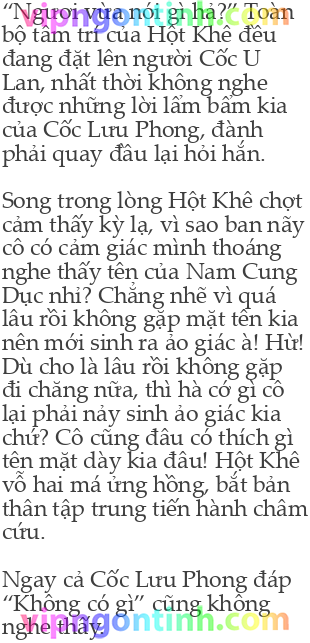 “Ngươi vừa nói gì hả?” Toàn
vipngontinh.com
bộ tâm trí của Hột Khê đều
đang đặt lên người Cốc U
Lan, nhất thời không nghe
được những lời lẩm bẩm kia
của Cốc Lưu Phong, đành
phải quay đầu lại hỏi hắn.
Song trong lòng Hột Khê chợt
cảm thấy kỳ lạ, vì sao ban nãy
cô có cảm giác mình thoáng
nghe thấy tên của Nam Cung
Dục nhỉ? Chẳng nhẽ vì quá
lâu rồi không gặp mặt tên kia
nên mới sinh ra ảo giác à! Hừ!
Dù cho là lâu rồi không gặp
đi chăng nữa, thì hà cớ gì cô
lại phải nảy sinh ảo giác kia
chứ? Cô cũng đâu có thích gì
tên mặt dày kia đâu! Hột Khê
vỗ hai má ửng hồng, bắt bản
thân tập trung tiến hành châm
cứu.
Ngay cả Cốc Lưu Phong đáp
“Không có gì” cũng không
vipngontinh.com
nghe thấy.